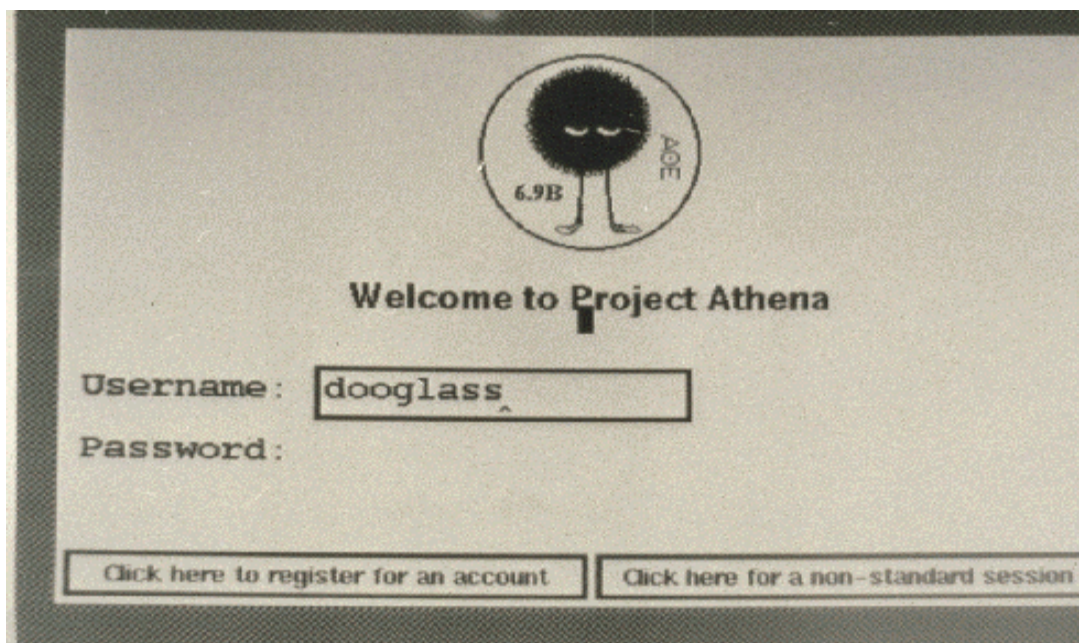 AOE
6.9B
Welcome to Project Athena
Username: dooglass
Password:
Click here to register for an account
Click here for a non-standard session